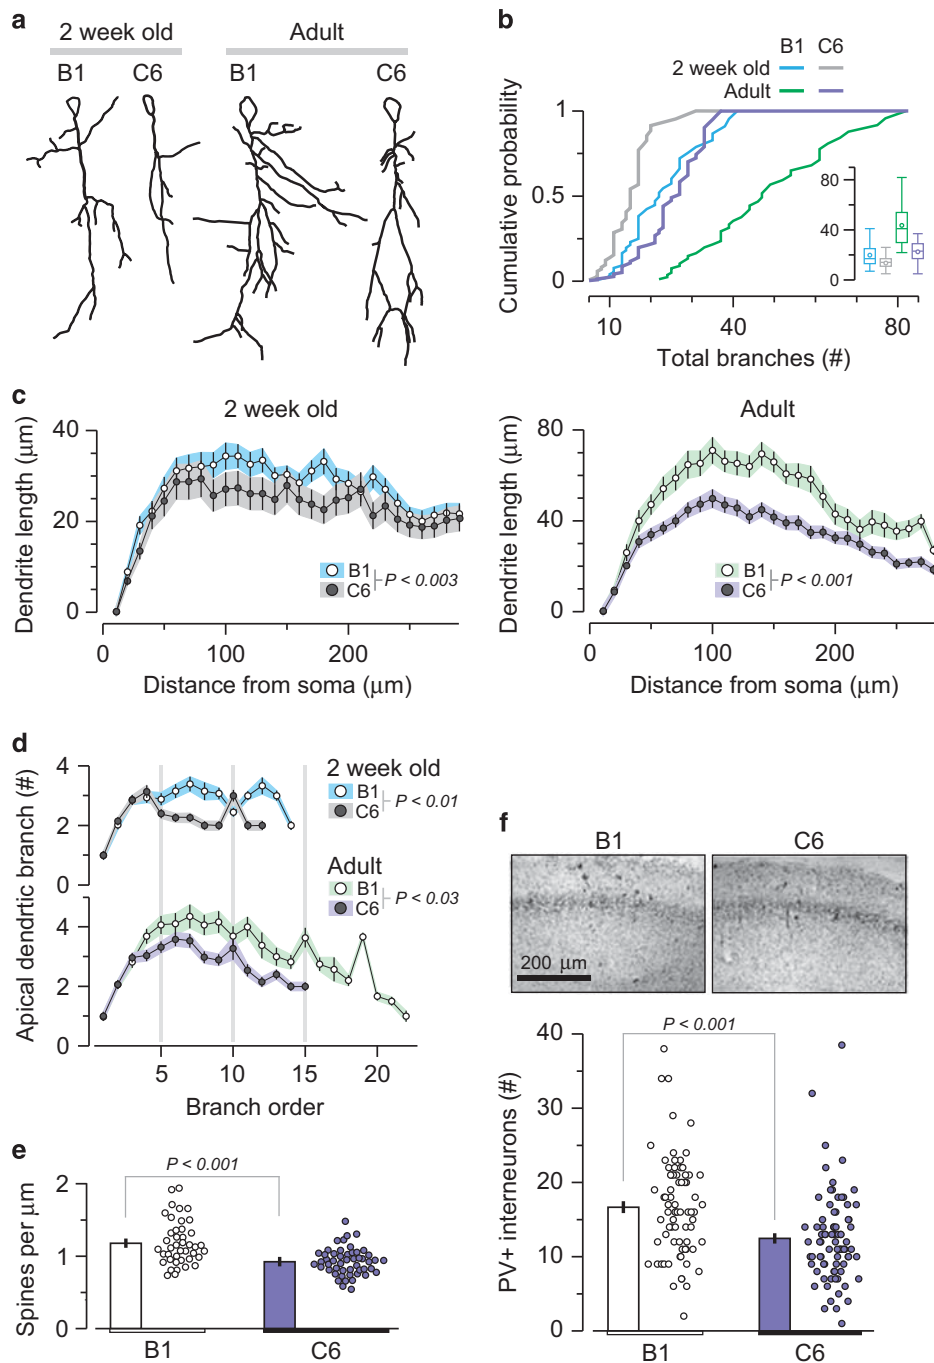 a
2 week old Adult
B1 C6 B1 C6
b
B1 C6
2 week old
Adult
Cumulative probability
1
0.5
0
10 40 80
Total branches (#)
80
40
0
c
2 week old
Dendrite length (μm)
40
20
0
B1
C6
P < 0.003
0 100 200
Distance from soma (μm)
Adult
Dendrite length (μm)
80
40
0
B1
C6
P < 0.001
0 100 200
Distance from soma (μm)
d
Apical dendrtic branch (#)
4
2
0
2 week old
B1
C6
P < 0.01
Adult
B1
C6
P < 0.03
4
2
0
5 10 15 20
Branch order
e
Spines per μm
2
1
0
P < 0.001
B1 C6
f
B1 C6
200 μm
PV+ interneurons (#)
40
30
20
10
0
P < 0.001
B1 C6